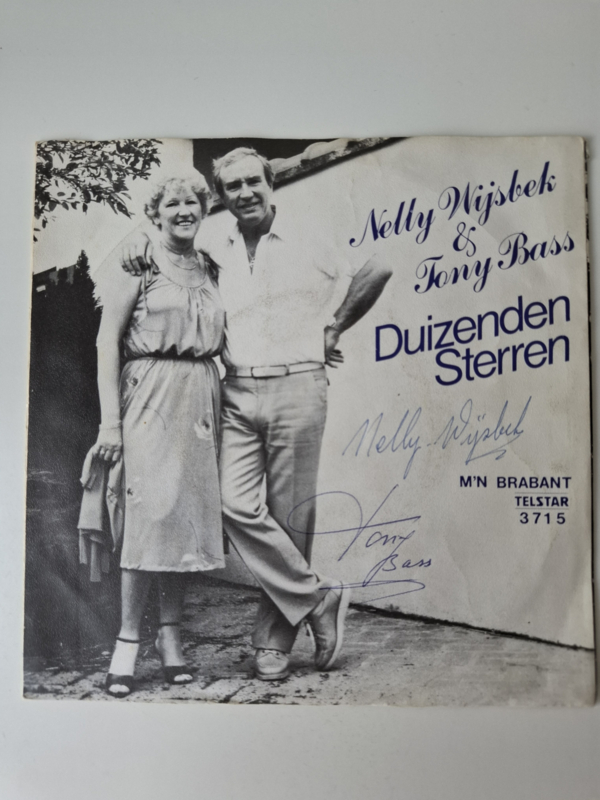 Nelly Wijsbek
&
Tony Bass
Duizenden
Sterren
Nelly Wijsbek
M'N BRABANT
TELSTAR
3715
Tony
Bass